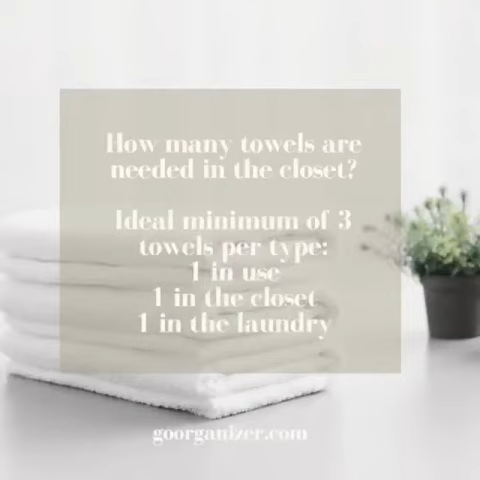 How many towels are
needed in the closet?
Ideal minimum of 3
towels per type:
1 in use
1 in the closet
1 in the laundry
goorganizer.com